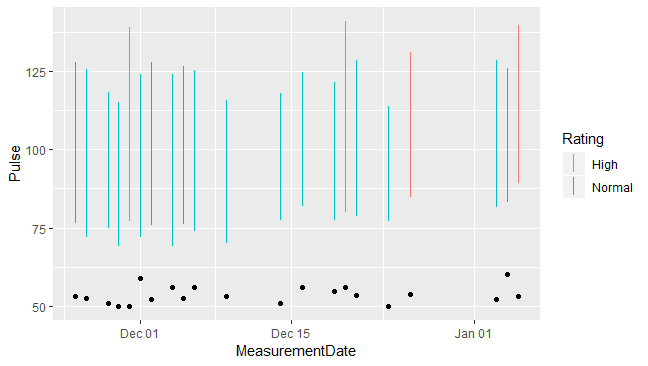 125
100
75
50
Pulse
Dec 01
Dec 15
Jan 01
MeasurementDate
Rating
High
Normal